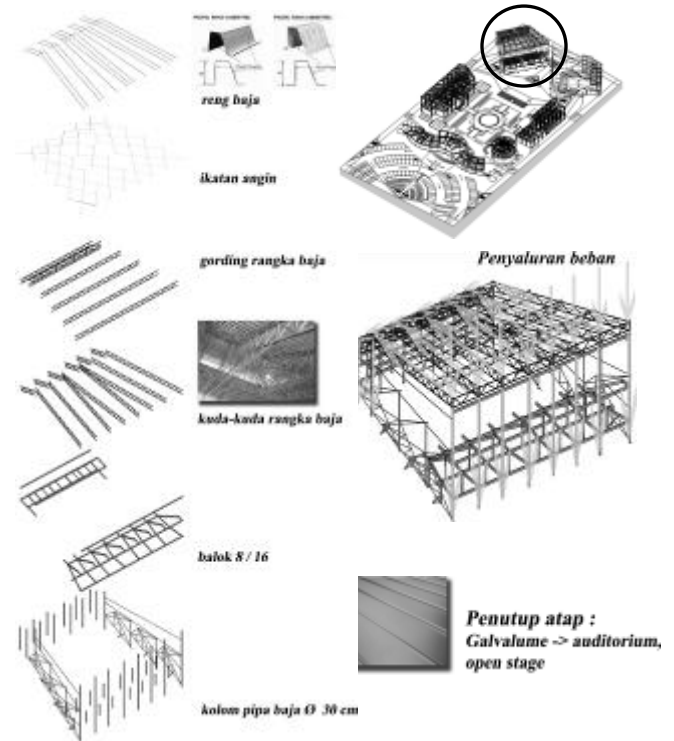 reng baja
ikatan angin
gording rangka baja
Penyaluran beban
kuda-kuda rangka baja
balok 8 / 16
Penutup atap :
Galvalume -> auditorium,
open stage
kolom pipa baja Ø 30 cm